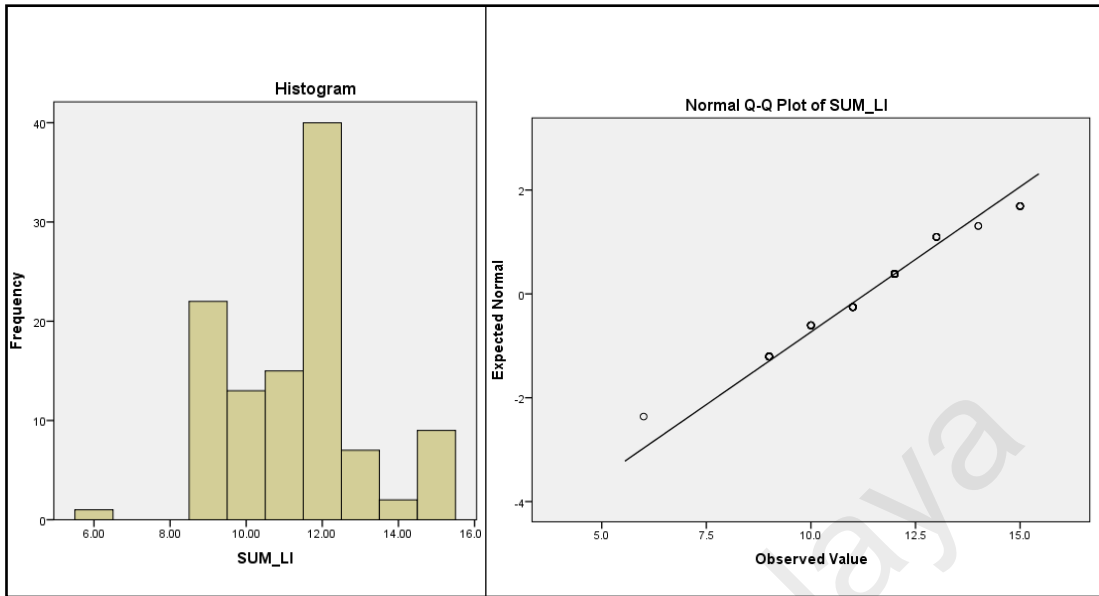 Histogram
Frequency
40
30
20
10
0
6.00 8.00 10.00 12.00 14.00 16.0
SUM_LI
Normal Q-Q Plot of SUM_LI
Expected Normal
2
0
-2
-4
5.0 7.5 10.0 12.5 15.0
Observed Value
laya